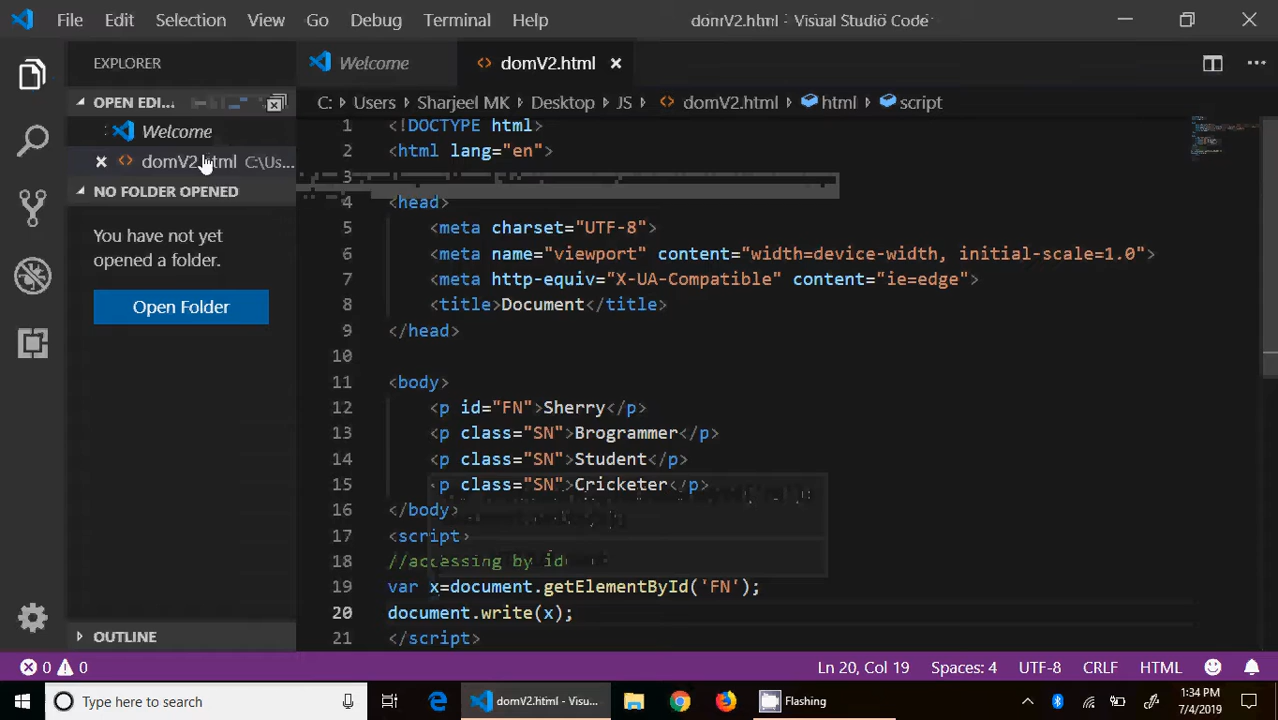 File Edit Selection View Go Debug Terminal Help domV2.html - Visual Studio Code
EXPLORER
OPEN EDI...
Welcome
domV2.html C:\Us...
NO FOLDER OPENED
You have not yet
opened a folder.
Open Folder
OUTLINE
Welcome domV2.html
C: Users Sharjeel MK Desktop JS domV2.html html script
1 <!DOCTYPE html>
2 <html lang="en">
3
4 <head>
5 <meta charset="UTF-8">
6 <meta name="viewport" content="width=device-width, initial-scale=1.0">
7 <meta http-equiv="X-UA-Compatible" content="ie=edge">
8 <title>Document</title>
9 </head>
10
11 <body>
12 <p id="FN">Sherry</p>
13 <p class="SN">Brogrammer</p>
14 <p class="SN">Student</p>
15 <p class="SN">Cricketer</p>
16 </body>
17 <script>
18 //accessing by id
19 var x=document.getElementById('FN');
20 document.write(x);
21 </script>
0 0 Ln 20, Col 19 Spaces: 4 UTF-8 CRLF HTML
Type here to search domV2.html - Visu... Flashing 1:34 PM
7/4/2019